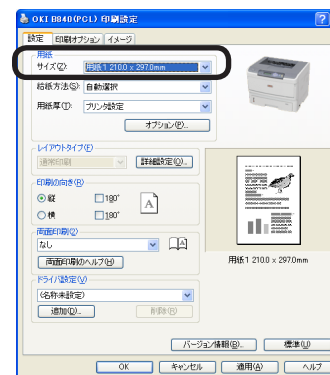 OKI B840(PCL) 印刷設定
設定 印刷オプション イメージ
用紙
サイズ(Z): 用紙1 210.0 x 297.0mm
給紙方法(S): 自動選択
用紙厚(T): プリンタ設定
オプション(P)...
レイアウトタイプ(E)
通常印刷 詳細設定(O)...
印刷の向き(R)
縦 180°
横 180°
A
両面印刷(2)
なし
両面印刷のヘルプ(H)
用紙1 210.0 x 297.0mm
ドライバ設定(V)
(名称未設定)
追加(D)... 削除(R)
バージョン情報(B)... 標準(U)
OK キャンセル 適用(A) ヘルプ